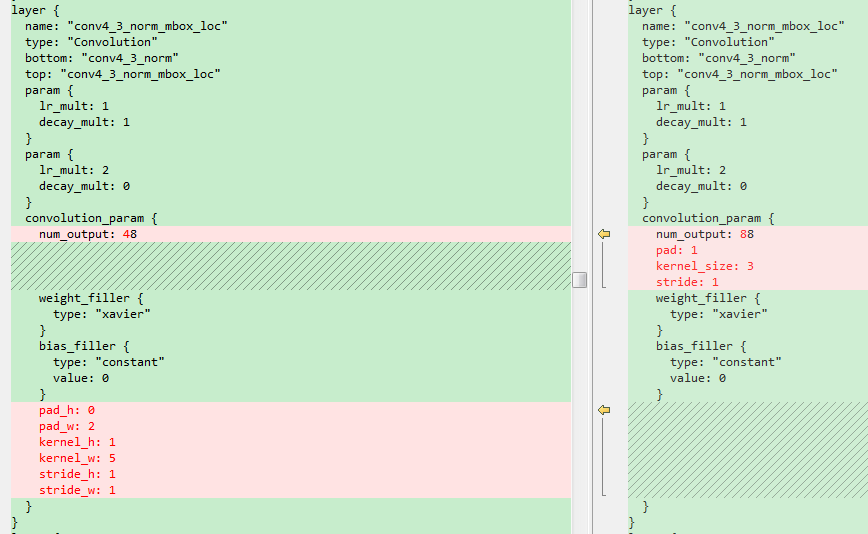 layer {
  name: "conv4_3_norm_mbox_loc"
  type: "Convolution"
  bottom: "conv4_3_norm"
  top: "conv4_3_norm_mbox_loc"
  param {
    lr_mult: 1
    decay_mult: 1
  }
  param {
    lr_mult: 2
    decay_mult: 0
  }
  convolution_param {
    num_output: 48
    weight_filler {
      type: "xavier"
    }
    bias_filler {
      type: "constant"
      value: 0
    }
    pad_h: 0
    pad_w: 2
    kernel_h: 1
    kernel_w: 5
    stride_h: 1
    stride_w: 1
  }
}
layer {
  name: "conv4_3_norm_mbox_loc"
  type: "Convolution"
  bottom: "conv4_3_norm"
  top: "conv4_3_norm_mbox_loc"
  param {
    lr_mult: 1
    decay_mult: 1
  }
  param {
    lr_mult: 2
    decay_mult: 0
  }
  convolution_param {
    num_output: 88
    pad: 1
    kernel_size: 3
    stride: 1
    weight_filler {
      type: "xavier"
    }
    bias_filler {
      type: "constant"
      value: 0
    }
  }
}